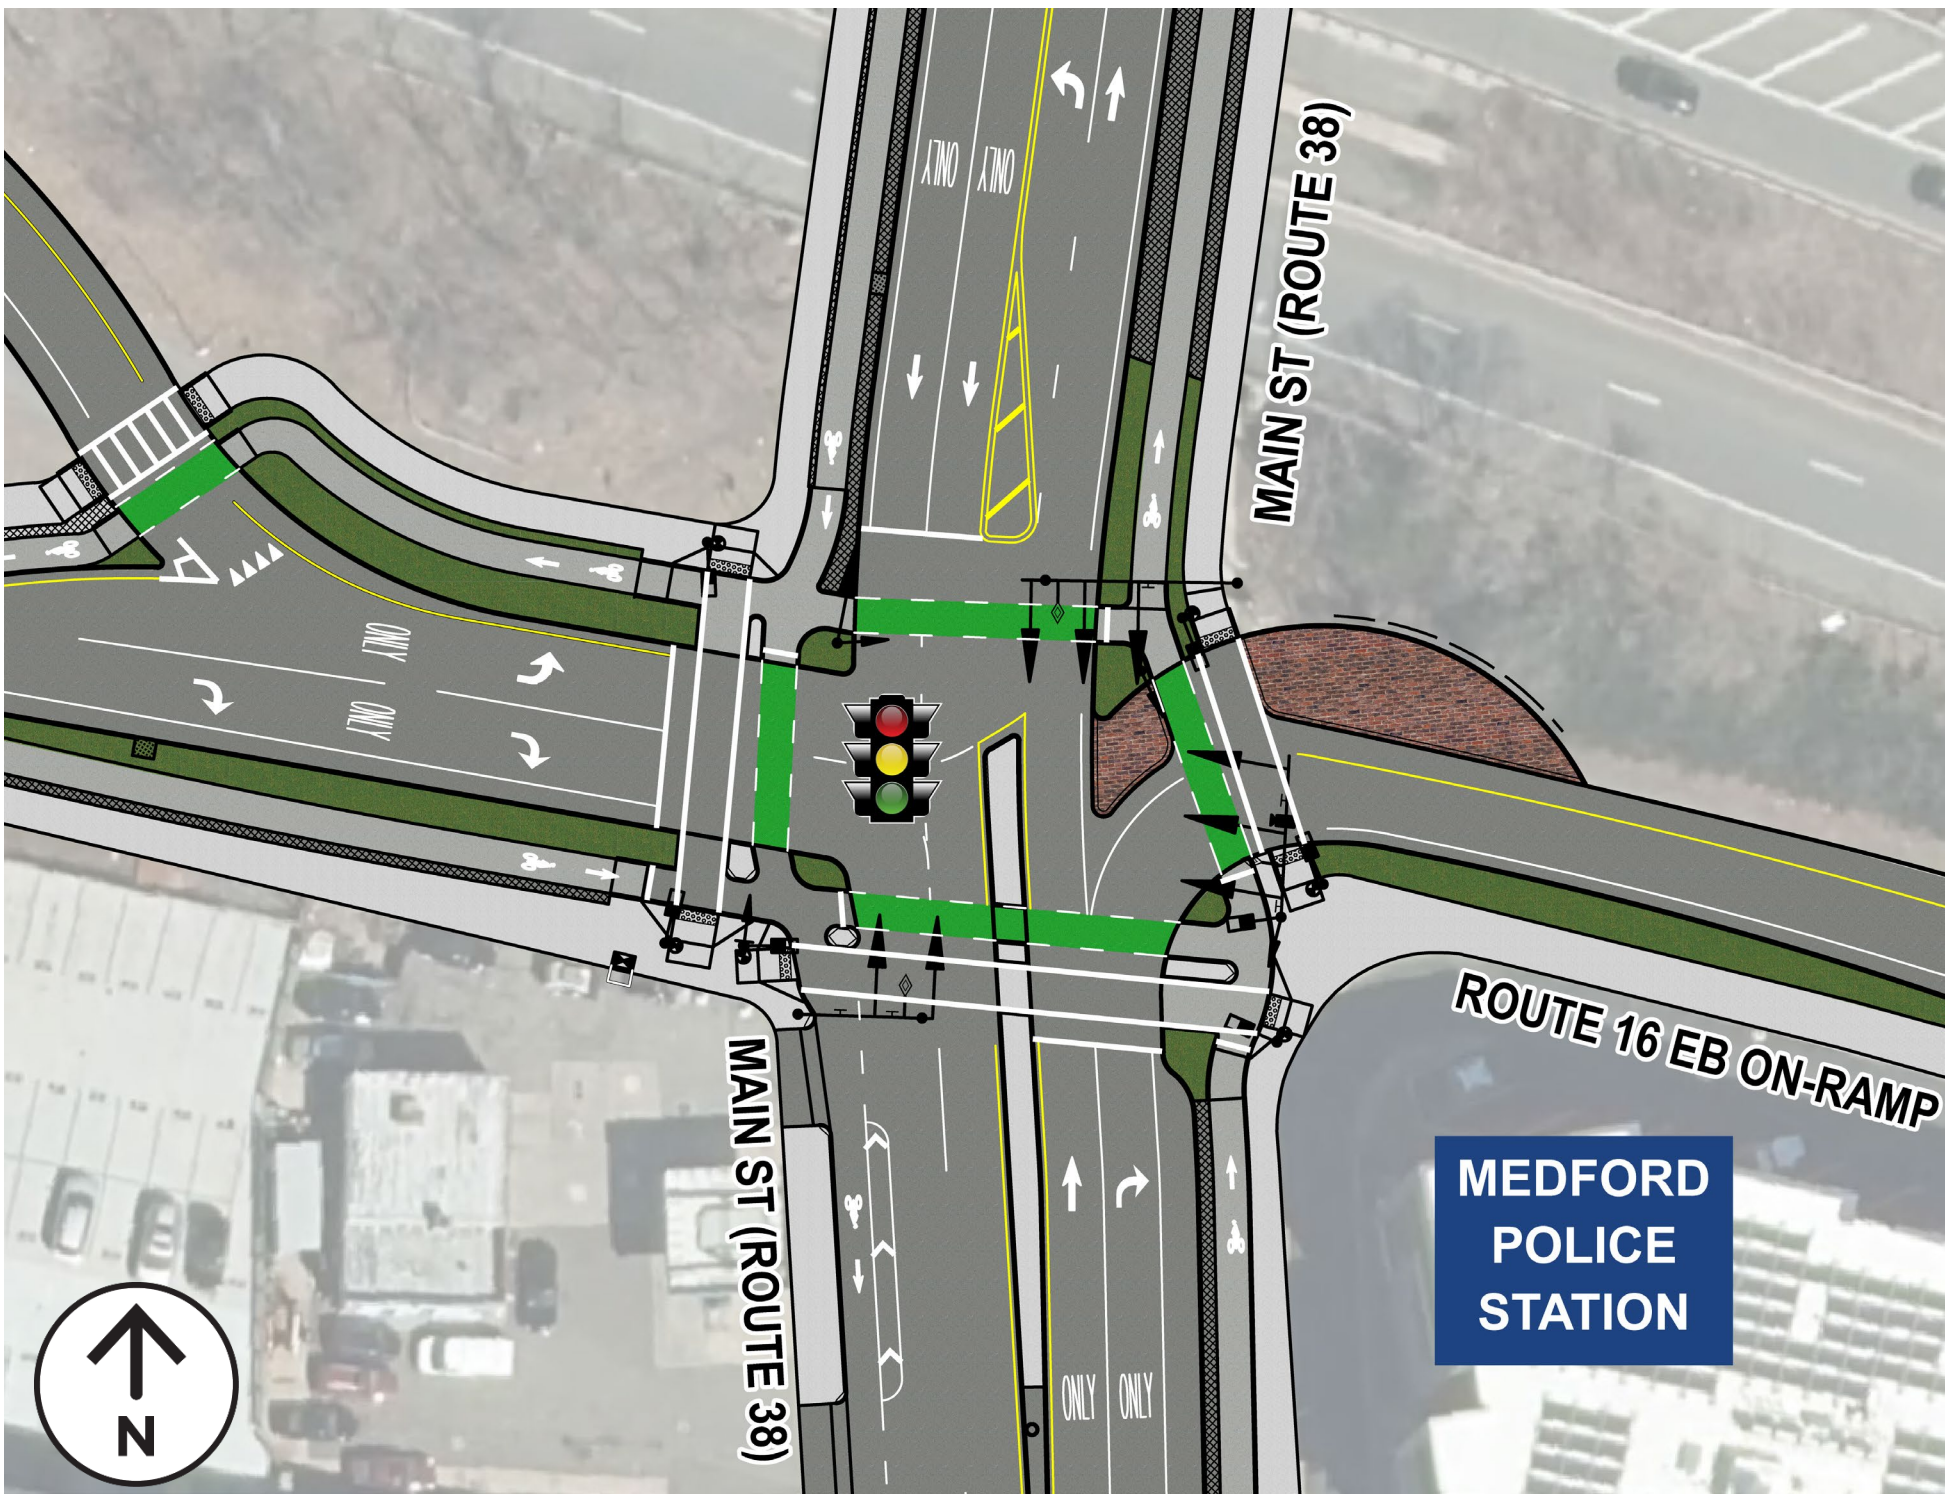 ONLY
ONLY
MAIN ST (ROUTE 38)
ONLY
ONLY
MAIN ST (ROUTE 38)
ROUTE 16 EB ON-RAMP
MEDFORD
POLICE
STATION
ONLY
ONLY
N